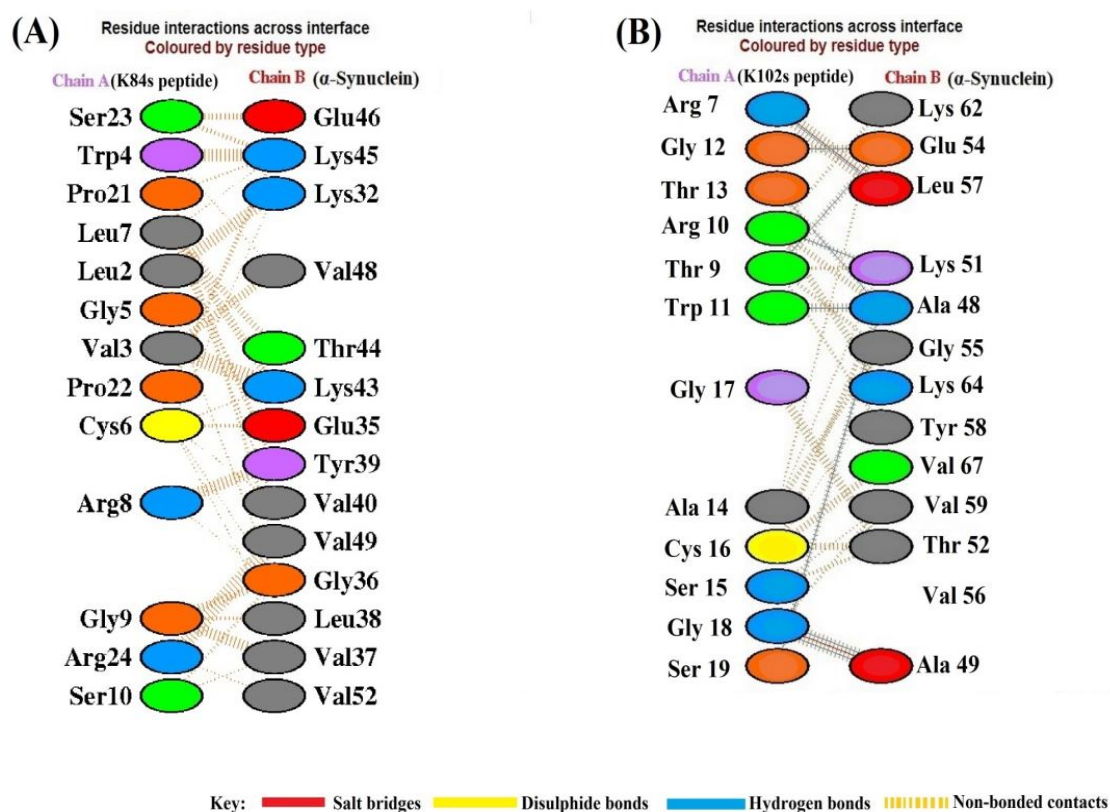 (A)
Residue interactions across interface
Coloured by residue type
Chain A (K84s peptide) Chain B (α-Synuclein)
Ser23 Glu46
Trp4 Lys45
Pro21 Lys32
Leu7
Leu2 Val48
Gly5
Val3 Thr44
Pro22 Lys43
Cys6 Glu35
Tyr39
Arg8 Val40
Val49
Gly36
Gly9 Leu38
Arg24 Val37
Ser10 Val52
(B)
Residue interactions across interface
Coloured by residue type
Chain A (K102s peptide) Chain B (α-Synuclein)
Arg 7 Lys 62
Gly 12 Glu 54
Thr 13 Leu 57
Arg 10
Thr 9 Lys 51
Trp 11 Ala 48
Gly 55
Gly 17 Lys 64
Tyr 58
Val 67
Ala 14 Val 59
Cys 16 Thr 52
Ser 15 Val 56
Gly 18
Ser 19 Ala 49
Key: Salt bridges Disulphide bonds Hydrogen bonds Non-bonded contacts